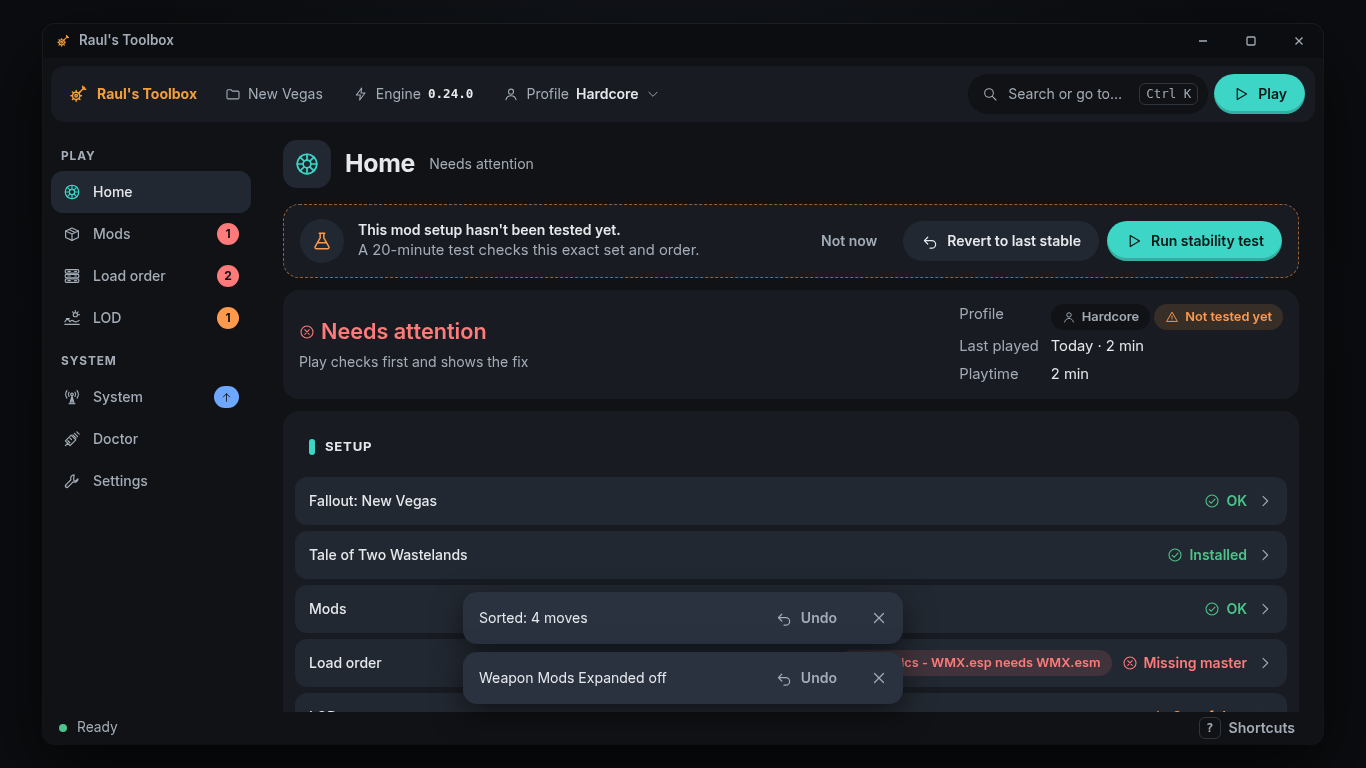 Raul's Toolbox
Raul's Toolbox New Vegas Engine 0.24.0 Profile Hardcore Search or go to... Ctrl K Play
PLAY
Home
Mods 1
Load order 2
LOD 1
SYSTEM
System
Doctor
Settings
Home Needs attention
This mod setup hasn't been tested yet.
A 20-minute test checks this exact set and order.
Not now Revert to last stable Run stability test
Needs attention
Play checks first and shows the fix
Profile Hardcore Not tested yet
Last played Today · 2 min
Playtime 2 min
SETUP
Fallout: New Vegas OK
Tale of Two Wastelands Installed
Mods OK
Load order - WMX.esp needs WMX.esm Missing master
Sorted: 4 moves Undo
Weapon Mods Expanded off Undo
Ready ? Shortcuts